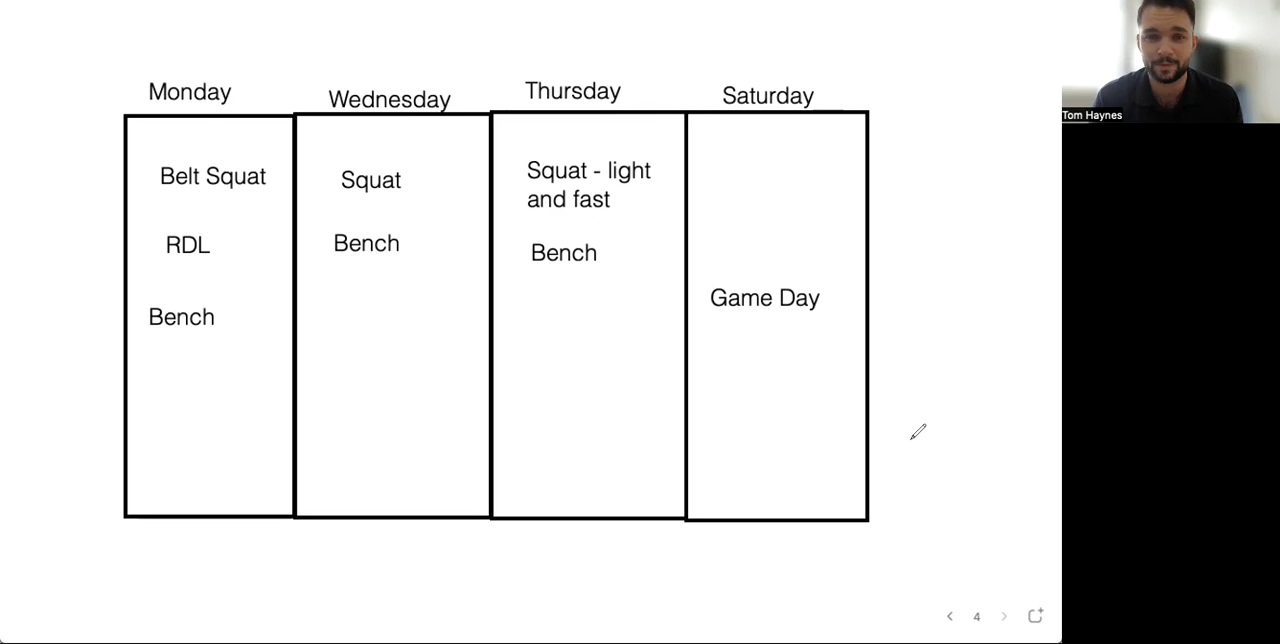 Monday
Wednesday
Thursday
Saturday
Belt Squat
RDL
Bench
Squat
Bench
Squat - light
and fast
Bench
Game Day
Tom Haynes
4